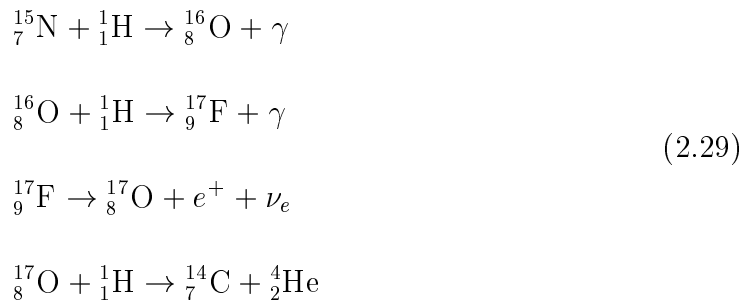 ¹⁵₇N + ¹₁H → ¹⁶₈O + γ
¹⁶₈O + ¹₁H → ¹⁷₉F + γ
(2.29)
¹⁷₉F → ¹⁷₈O + e⁺ + νₑ
¹⁷₈O + ¹₁H → ¹⁴₇C + ⁴₂He